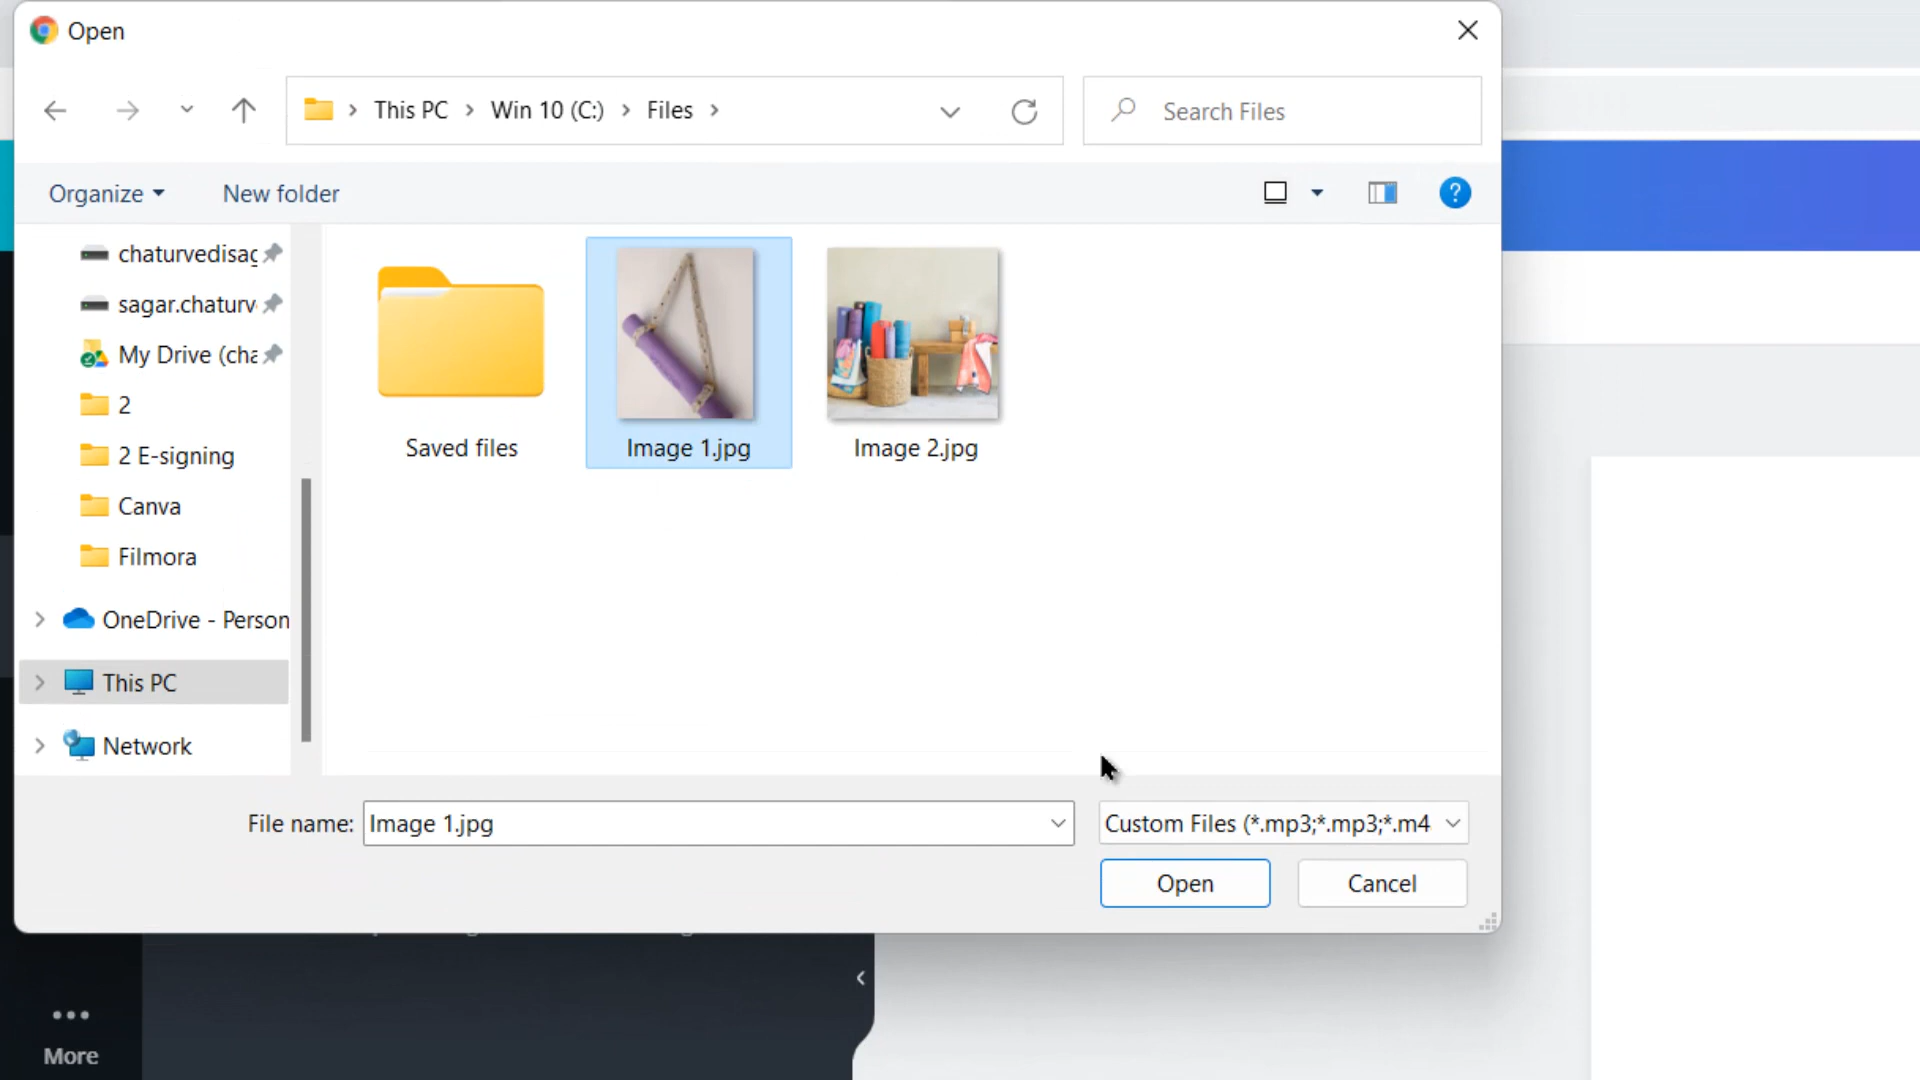 Open
This PC > Win 10 (C:) > Files >
Search Files
Organize
New folder
?
chaturvedisag
sagar.chaturv
My Drive (cha
2
2 E-signing
Canva
Filmora
OneDrive - Person
This PC
Network
Saved files
Image 1.jpg
Image 2.jpg
File name:
Image 1.jpg
Custom Files (*.mp3;*.mp3;*.m4
Open
Cancel
More